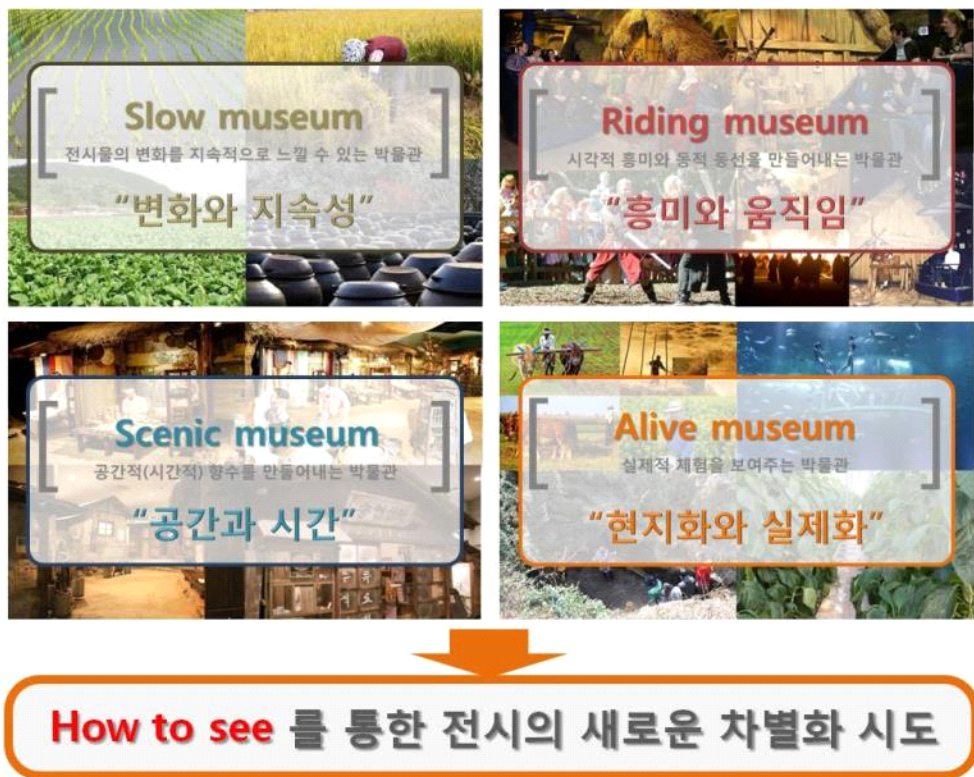 Slow museum
전시물의 변화를 지속적으로 느낄 수 있는 박물관
“변화와 지속성”
Riding museum
시각적 흥미와 동적 동선을 만들어내는 박물관
“흥미와 움직임”
Scenic museum
공간적(시간적) 향수를 만들어내는 박물관
“공간과 시간”
Alive museum
실제적 체험을 보여주는 박물관
“현지화와 실제화”
How to see 를 통한 전시의 새로운 차별화 시도